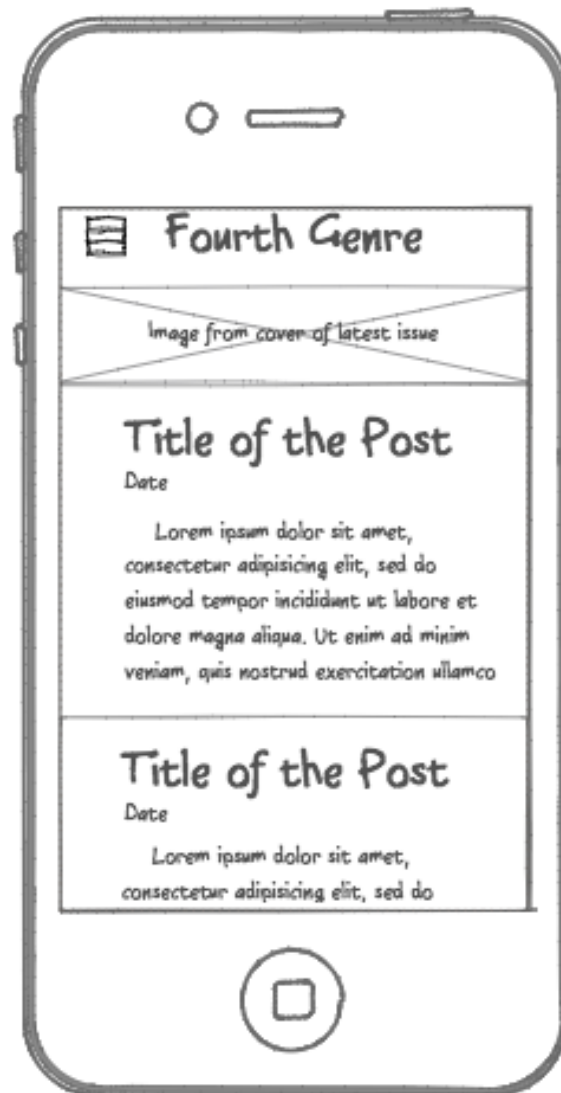 Fourth Genre
Image from cover of latest issue
Title of the Post
Date
Lorem ipsum dolor sit amet,
consectetur adipisicing elit, sed do
eiusmod tempor incididunt ut labore et
dolore magna aliqua. Ut enim ad minim
veniam, quis nostrud exercitation ullamco
Title of the Post
Date
Lorem ipsum dolor sit amet,
consectetur adipisicing elit, sed do